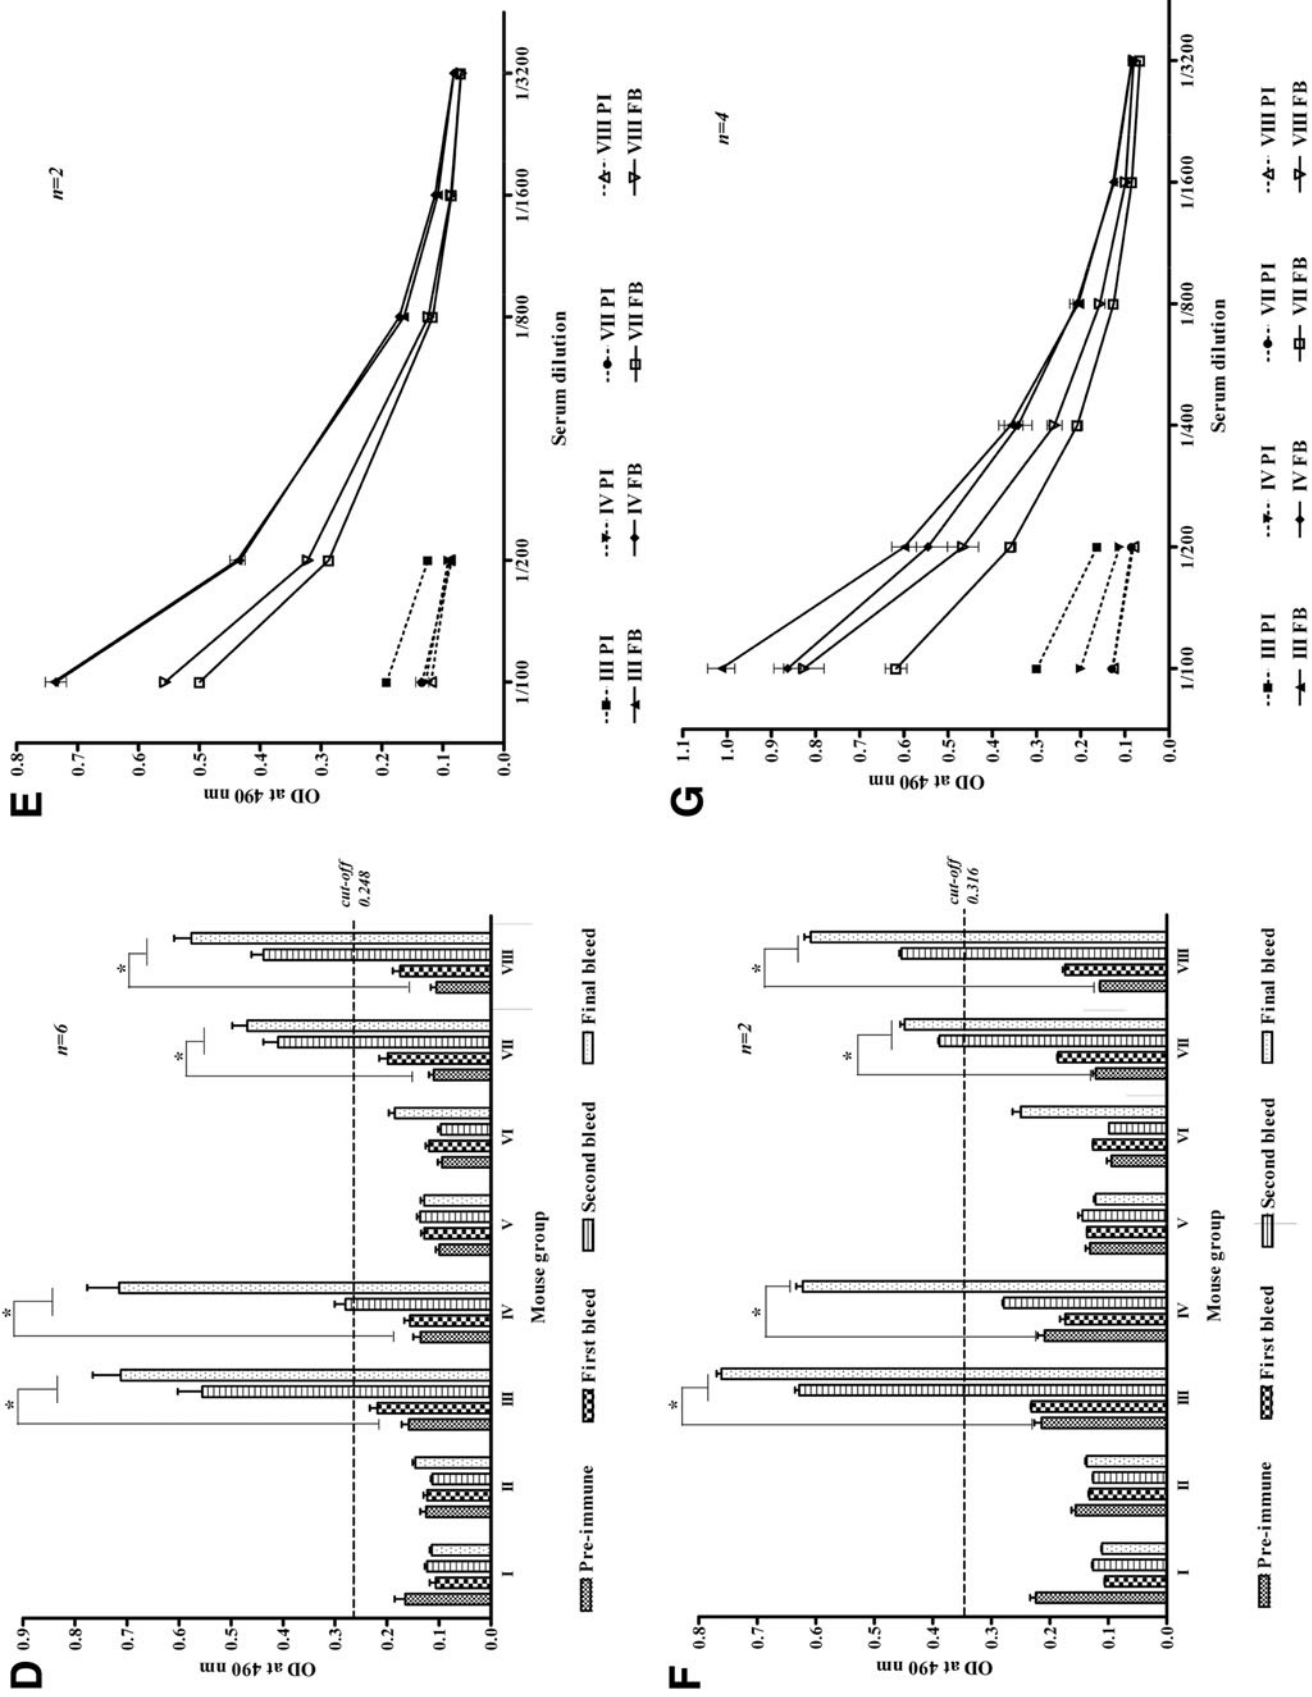 D
OD at 490 nm
0.9
0.8
0.7
0.6
0.5
0.4
0.3
0.2
0.1
0.0
n=6
cut-off
0.248
* * * *
I II III IV V VI VII VIII
Mouse group
Pre-immune First bleed Second bleed Final bleed
E
OD at 490 nm
0.8
0.7
0.6
0.5
0.4
0.3
0.2
0.1
0.0
n=2
1/100 1/200 1/800 1/1600 1/3200
Serum dilution
III PI IV PI VII PI VIII PI
III FB IV FB VII FB VIII FB
F
OD at 490 nm
0.8
0.7
0.6
0.5
0.4
0.3
0.2
0.1
0.0
n=2
cut-off
0.316
* * * *
I II III IV V VI VII VIII
Mouse group
Pre-immune First bleed Second bleed Final bleed
G
OD at 490 nm
1.1
1.0
0.9
0.8
0.7
0.6
0.5
0.4
0.3
0.2
0.1
0.0
n=4
1/100 1/200 1/400 1/800 1/1600 1/3200
Serum dilution
III PI IV PI VII PI VIII PI
III FB IV FB VII FB VIII FB